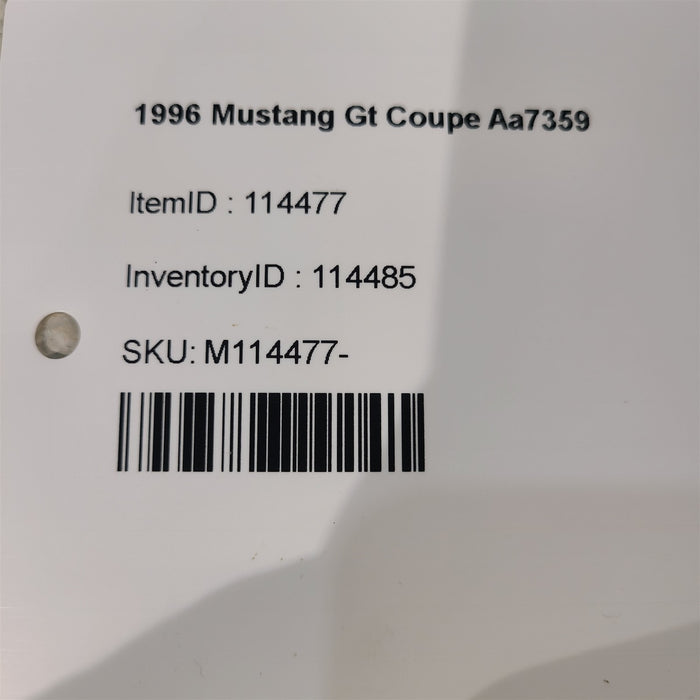 1996 Mustang Gt Coupe Aa7359
ItemID : 114477
InventoryID : 114485
SKU: M114477-